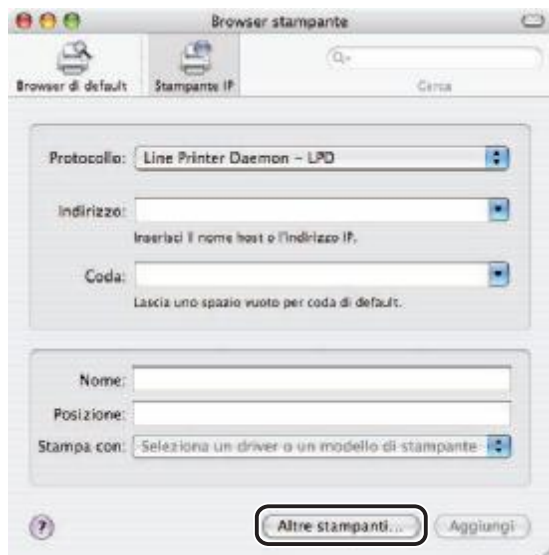 Browser stampante
Browser di default
Stampante IP
Cerca
Protocollo: Line Printer Daemon – LPD
Indirizzo:
Inserisci il nome host o l'indirizzo IP.
Coda:
Lascia uno spazio vuoto per coda di default.
Nome:
Posizione:
Stampa con: Seleziona un driver o un modello di stampante
? Altre stampanti... Aggiungi